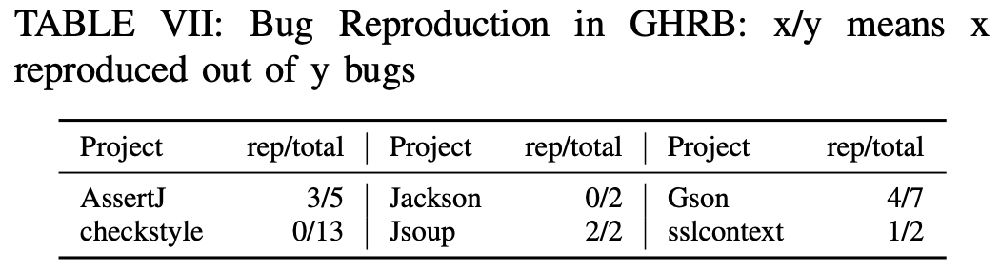 TABLE VII: Bug Reproduction in GHRB: x/y means x
reproduced out of y bugs
Project rep/total Project rep/total Project rep/total
AssertJ 3/5 Jackson 0/2 Gson 4/7
checkstyle 0/13 Jsoup 2/2 sslcontext 1/2